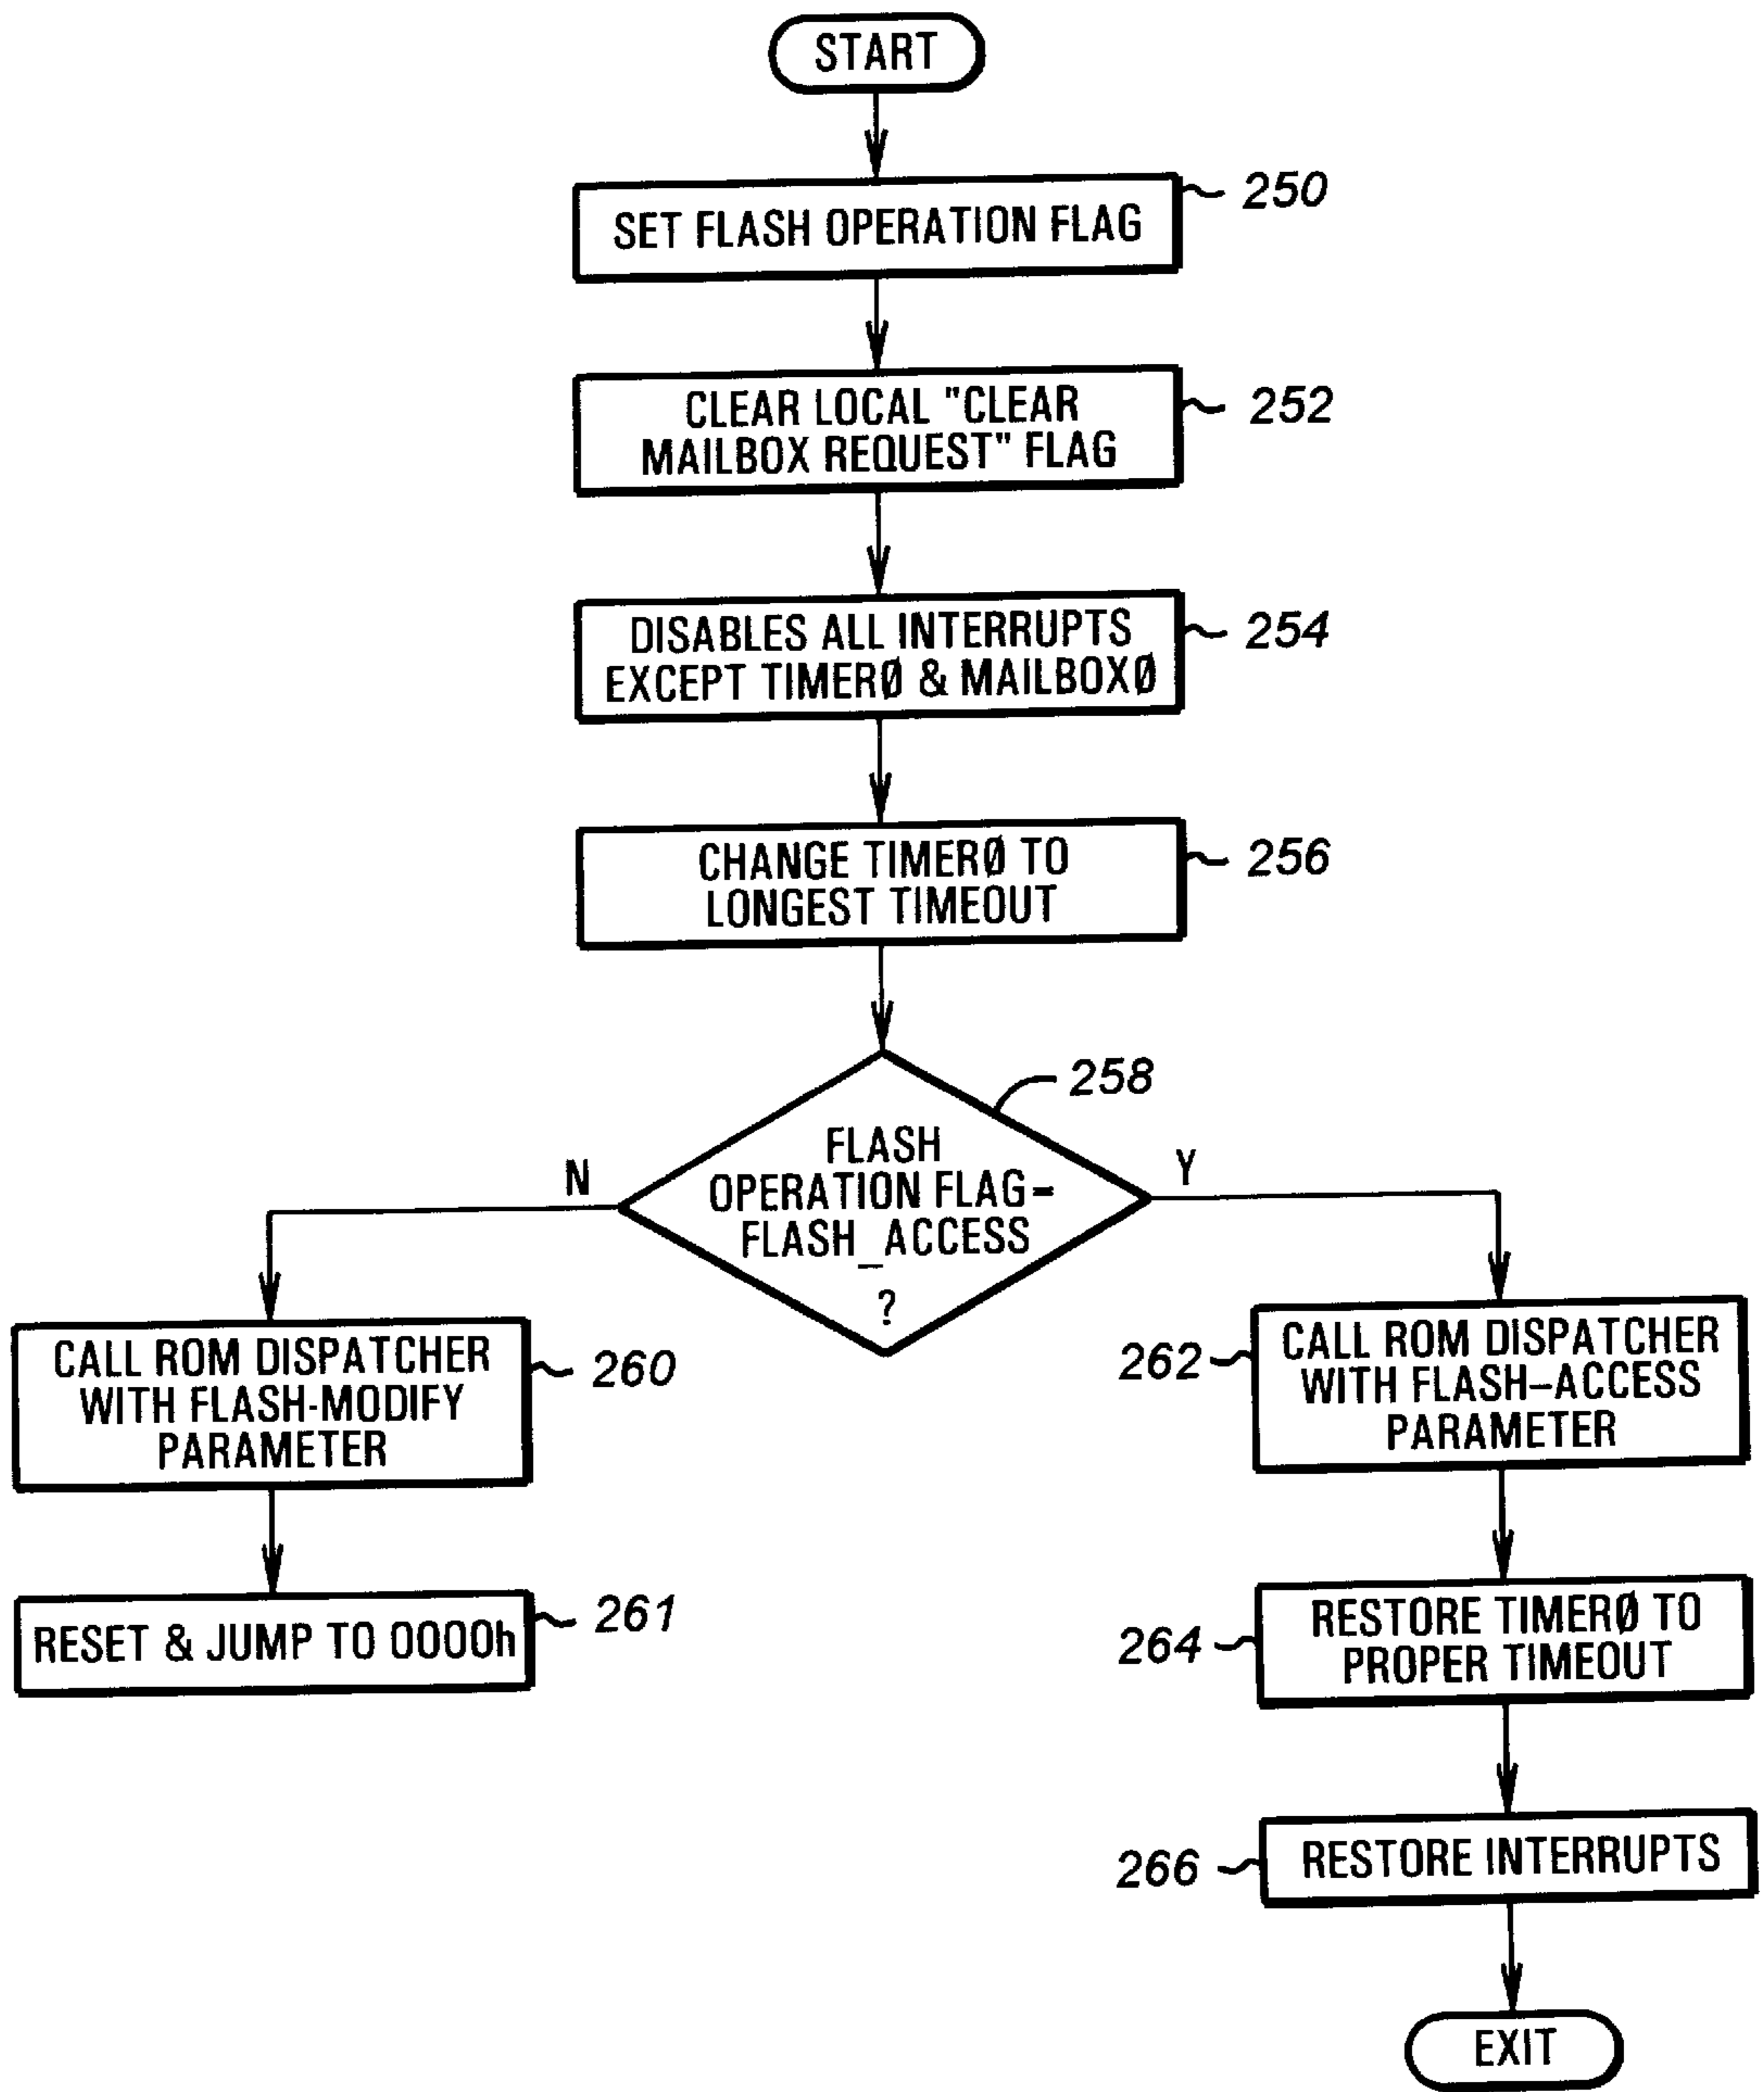 START
SET FLASH OPERATION FLAG
250
CLEAR LOCAL "CLEAR
MAILBOX REQUEST" FLAG
252
DISABLES ALL INTERRUPTS
EXCEPT TIMERØ & MAILBOXØ
254
CHANGE TIMERØ TO
LONGEST TIMEOUT
256
258
FLASH
OPERATION FLAG=
FLASH_ACCESS
?
N
Y
CALL ROM DISPATCHER
WITH FLASH-MODIFY
PARAMETER
260
262
CALL ROM DISPATCHER
WITH FLASH–ACCESS
PARAMETER
RESET & JUMP TO 0000h
261
264
RESTORE TIMERØ TO
PROPER TIMEOUT
266
RESTORE INTERRUPTS
EXIT